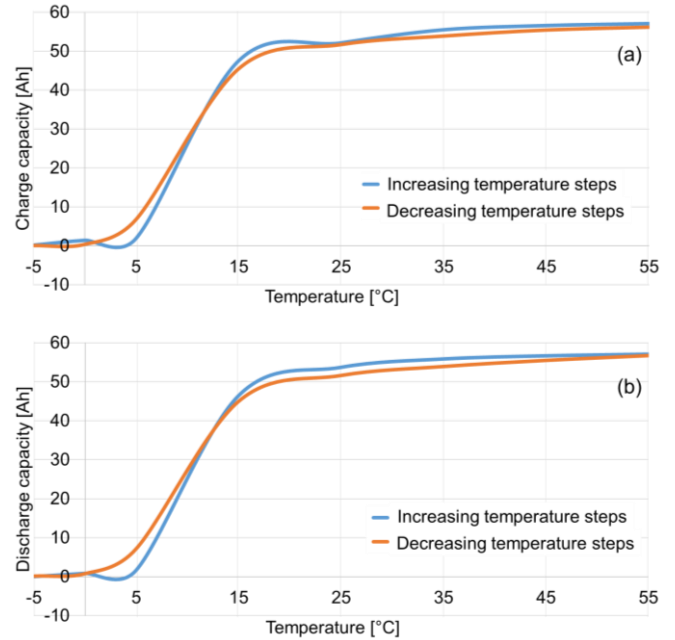 60
50
40
30
20
10
0
-10
Charge capacity [Ah]
(a)
Increasing temperature steps
Decreasing temperature steps
-5 5 15 25 35 45 55
Temperature [°C]
60
50
40
30
20
10
0
-10
Discharge capacity [Ah]
(b)
Increasing temperature steps
Decreasing temperature steps
-5 5 15 25 35 45 55
Temperature [°C]